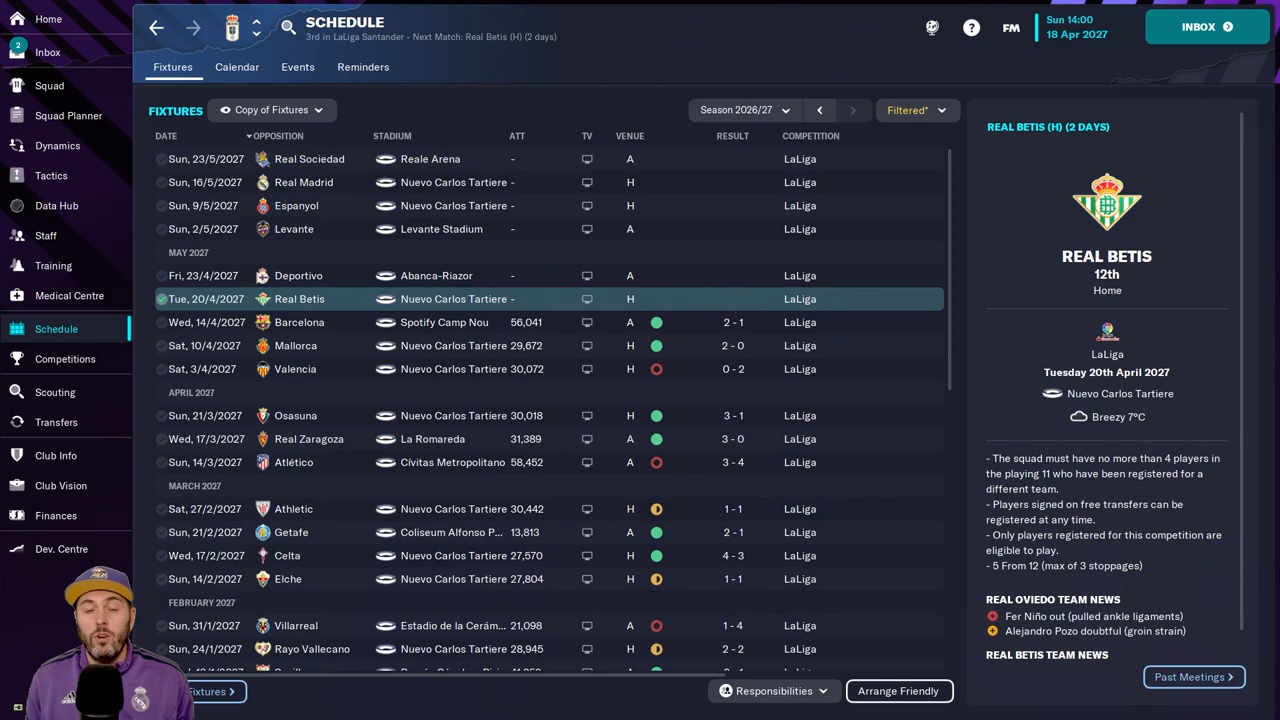 Home
2
Inbox
Squad
Squad Planner
Dynamics
Tactics
Data Hub
Staff
Training
Medical Centre
Schedule
Competitions
Scouting
Transfers
Club Info
Club Vision
Finances
Dev. Centre
SCHEDULE
3rd in LaLiga Santander - Next Match: Real Betis (H) (2 days)
FM
Sun 14:00
18 Apr 2027
INBOX
Fixtures Calendar Events Reminders
FIXTURES Copy of Fixtures Season 2026/27 Filtered*
DATE OPPOSITION STADIUM ATT TV VENUE RESULT COMPETITION
Sun, 23/5/2027 Real Sociedad Reale Arena - A LaLiga
Sun, 16/5/2027 Real Madrid Nuevo Carlos Tartiere - H LaLiga
Sun, 9/5/2027 Espanyol Nuevo Carlos Tartiere - H LaLiga
Sun, 2/5/2027 Levante Levante Stadium - A LaLiga
MAY 2027
Fri, 23/4/2027 Deportivo Abanca-Riazor - A LaLiga
Tue, 20/4/2027 Real Betis Nuevo Carlos Tartiere - H LaLiga
Wed, 14/4/2027 Barcelona Spotify Camp Nou 56,041 A 2 - 1 LaLiga
Sat, 10/4/2027 Mallorca Nuevo Carlos Tartiere 29,672 H 2 - 0 LaLiga
Sat, 3/4/2027 Valencia Nuevo Carlos Tartiere 30,072 H 0 - 2 LaLiga
APRIL 2027
Sun, 21/3/2027 Osasuna Nuevo Carlos Tartiere 30,018 H 3 - 1 LaLiga
Wed, 17/3/2027 Real Zaragoza La Romareda 31,389 A 3 - 0 LaLiga
Sun, 14/3/2027 Atlético Cívitas Metropolitano 58,452 A 3 - 4 LaLiga
MARCH 2027
Sat, 27/2/2027 Athletic Nuevo Carlos Tartiere 30,442 H 1 - 1 LaLiga
Sun, 21/2/2027 Getafe Coliseum Alfonso P... 13,813 A 2 - 1 LaLiga
Wed, 17/2/2027 Celta Nuevo Carlos Tartiere 27,570 H 4 - 3 LaLiga
Sun, 14/2/2027 Elche Nuevo Carlos Tartiere 27,804 H 1 - 1 LaLiga
FEBRUARY 2027
Sun, 31/1/2027 Villarreal Estadio de la Cerám... 21,098 A 1 - 4 LaLiga
Sun, 24/1/2027 Rayo Vallecano Nuevo Carlos Tartiere 28,945 H 2 - 2 LaLiga
Fixtures Responsibilities Arrange Friendly
REAL BETIS (H) (2 DAYS)
REAL BETIS
12th
Home
LaLiga
Tuesday 20th April 2027
Nuevo Carlos Tartiere
Breezy 7°C
- The squad must have no more than 4 players in
the playing 11 who have been registered for a
different team.
- Players signed on free transfers can be
registered at any time.
- Only players registered for this competition are
eligible to play.
- 5 From 12 (max of 3 stoppages)
REAL OVIEDO TEAM NEWS
Fer Niño out (pulled ankle ligaments)
Alejandro Pozo doubtful (groin strain)
REAL BETIS TEAM NEWS
Past Meetings